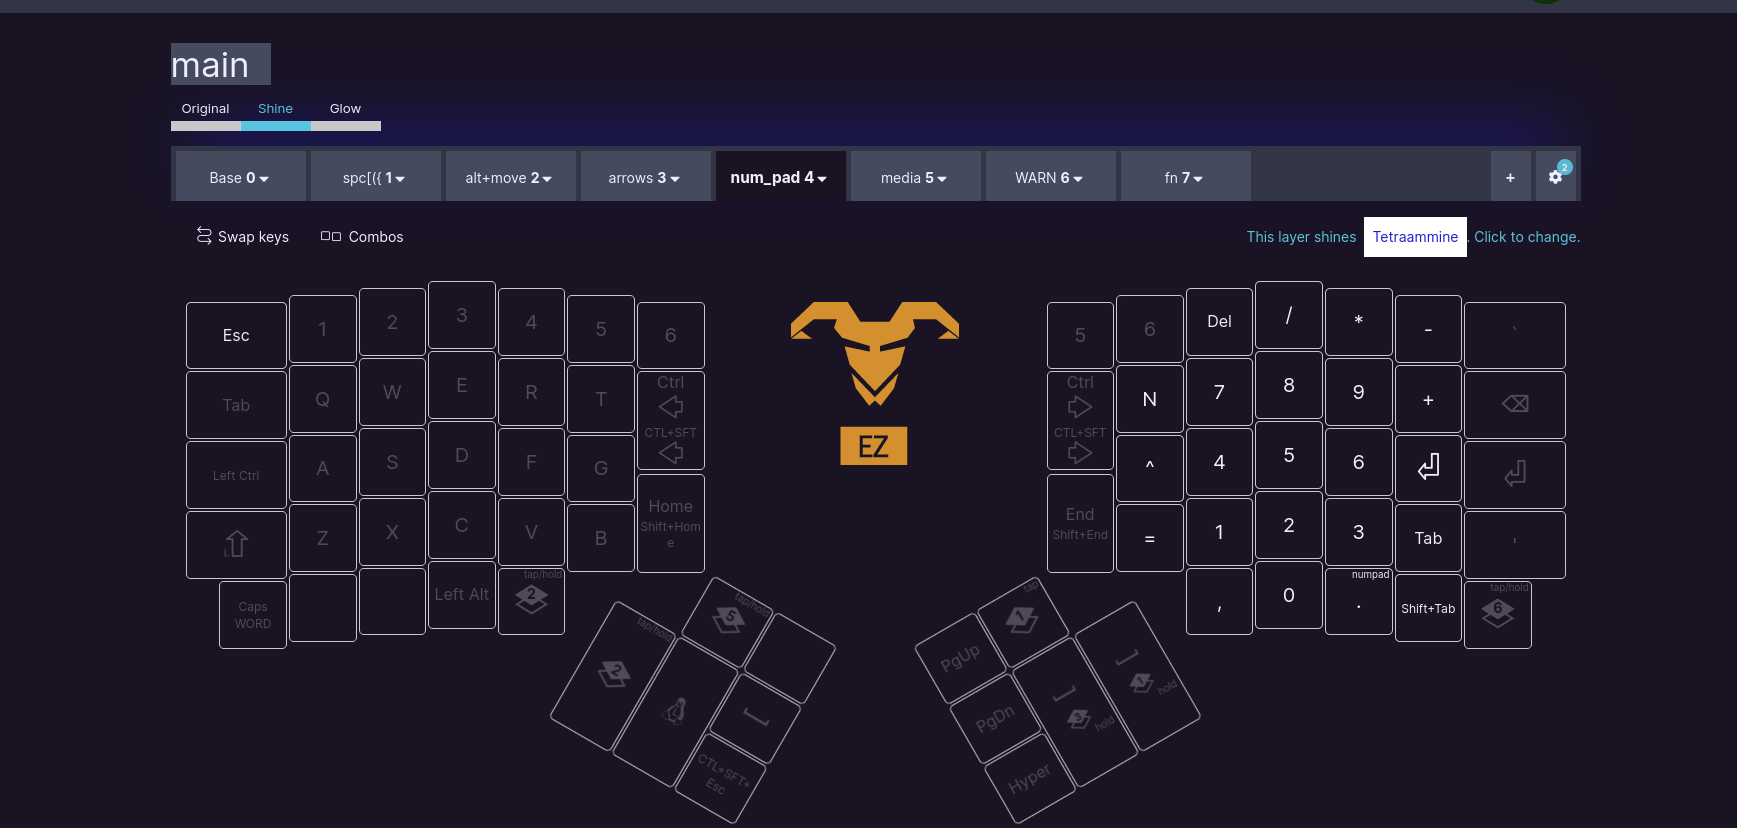 main
Original Shine Glow
Base 0 spc[({ 1 alt+move 2 arrows 3 num_pad 4 media 5 WARN 6 fn 7 + 2
Swap keys Combos This layer shines Tetraammine . Click to change.
Esc 1 2 3 4 5 6 5 6 Del / * - `
Tab Q W E R T Ctrl Ctrl N 7 8 9 +
CTL+SFT CTL+SFT
Left Ctrl A S D F G ^ 4 5 6
Home End
Shift+Hom Shift+End
e
L Z X C V B = 1 2 3 Tab '
Caps
WORD
Left Alt
tap/hold
2
, 0
numpad
.
Shift+Tab
tap/hold
6
tap/hold
2
tap/hold
5
[
CTL+SFT+
Esc
tap
1
PgUp
PgDn
Hyper
]
3
hold
]
1
hold
EZ